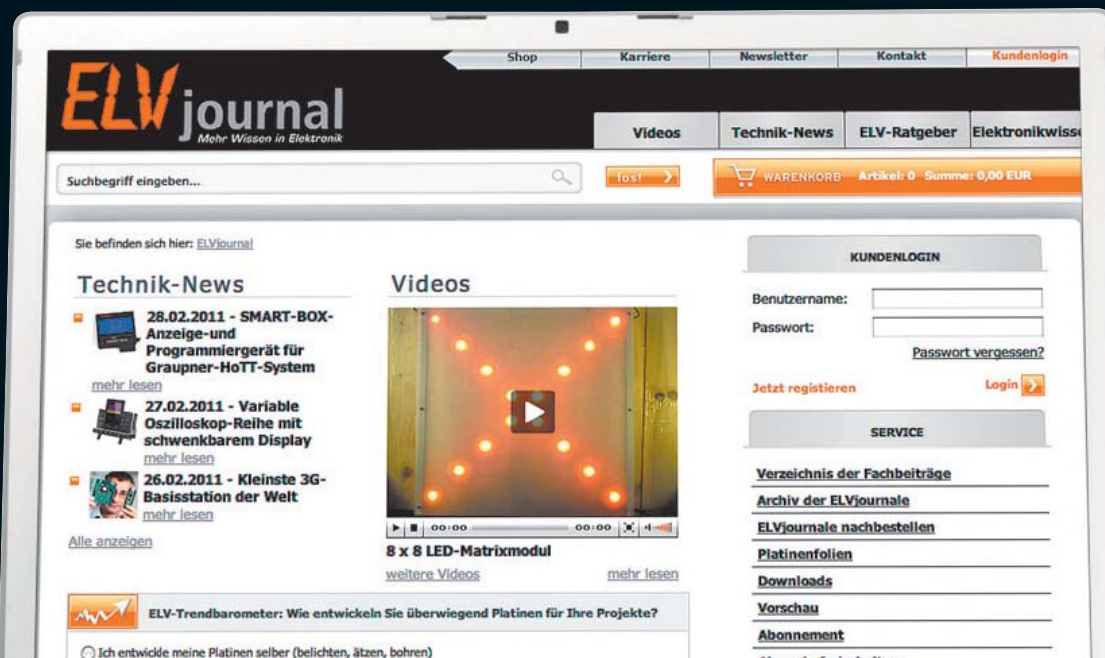 Shop Karriere Newsletter Kontakt Kundenlogin
ELVjournal
Mehr Wissen in Elektronik
Videos Technik-News ELV-Ratgeber
Suchbegriff eingeben...
los!
WARENKORB Artikel: 0 Summe: 0,00 EUR
Sie befinden sich hier: ELVjournal
Technik-News
28.02.2011 - SMART-BOX-
Anzeige-und
Programmiergerät für
Graupner-HoTT-System
mehr lesen
27.02.2011 - Variable
Oszilloskop-Reihe mit
schwenkbarem Display
mehr lesen
26.02.2011 - Kleinste 3G-
Basisstation der Welt
mehr lesen
Alle anzeigen
Videos
00:00 00:00
8 x 8 LED-Matrixmodul
weitere Videos mehr lesen
ELV-Trendbarometer: Wie entwickeln Sie überwiegend Platinen für Ihre Projekte?
Ich entwickle meine Platinen selber (belichten, ätzen, bohren)
KUNDENLOGIN
Benutzername:
Passwort:
Passwort vergessen?
Jetzt registieren Login
SERVICE
Verzeichnis der Fachbeiträge
Archiv der ELVjournale
ELVjournale nachbestellen
Platinenfolien
Downloads
Vorschau
Abonnement